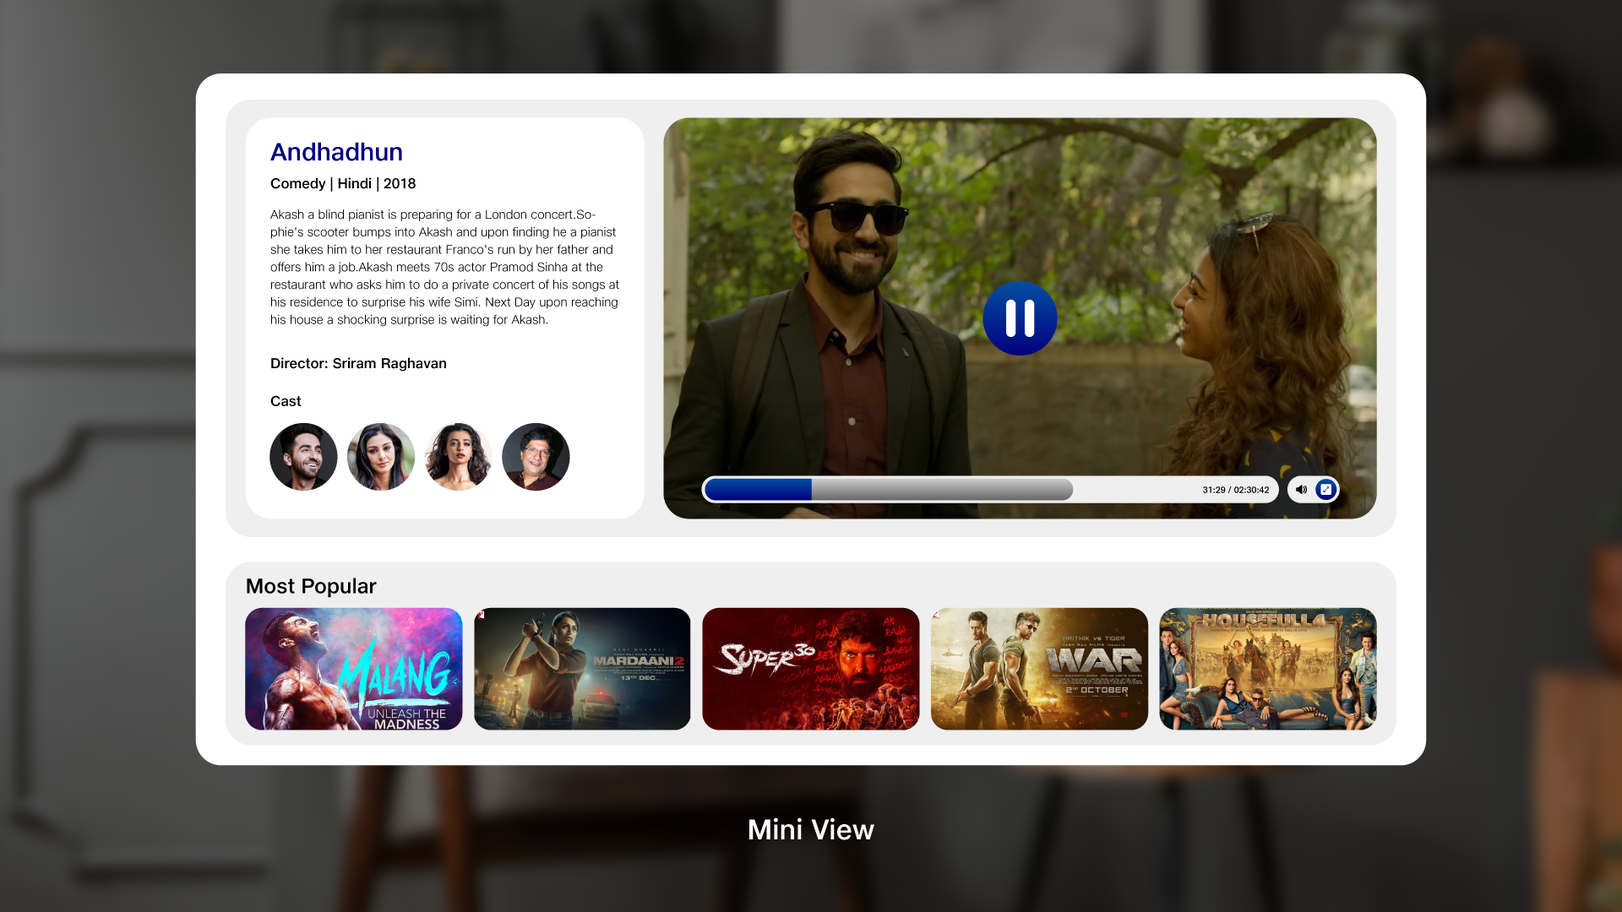 Andhadhun
Comedy | Hindi | 2018
Akash a blind pianist is preparing for a London concert.So-
phie's scooter bumps into Akash and upon finding he a pianist
she takes him to her restaurant Franco's run by her father and
offers him a job.Akash meets 70s actor Pramod Sinha at the
restaurant who asks him to do a private concert of his songs at
his residence to surprise his wife Simi. Next Day upon reaching
his house a shocking surprise is waiting for Akash.
Director: Sriram Raghavan
Cast
31:29 / 02:30:42
Most Popular
MALANG
UNLEASH THE
MADNESS
RANI MUKERJI
MARDAANI 2
13TH DEC
SUPER 30
HRITHIK vs TIGER
WAR
2ND OCTOBER
HOUSEFULL 4
Mini View